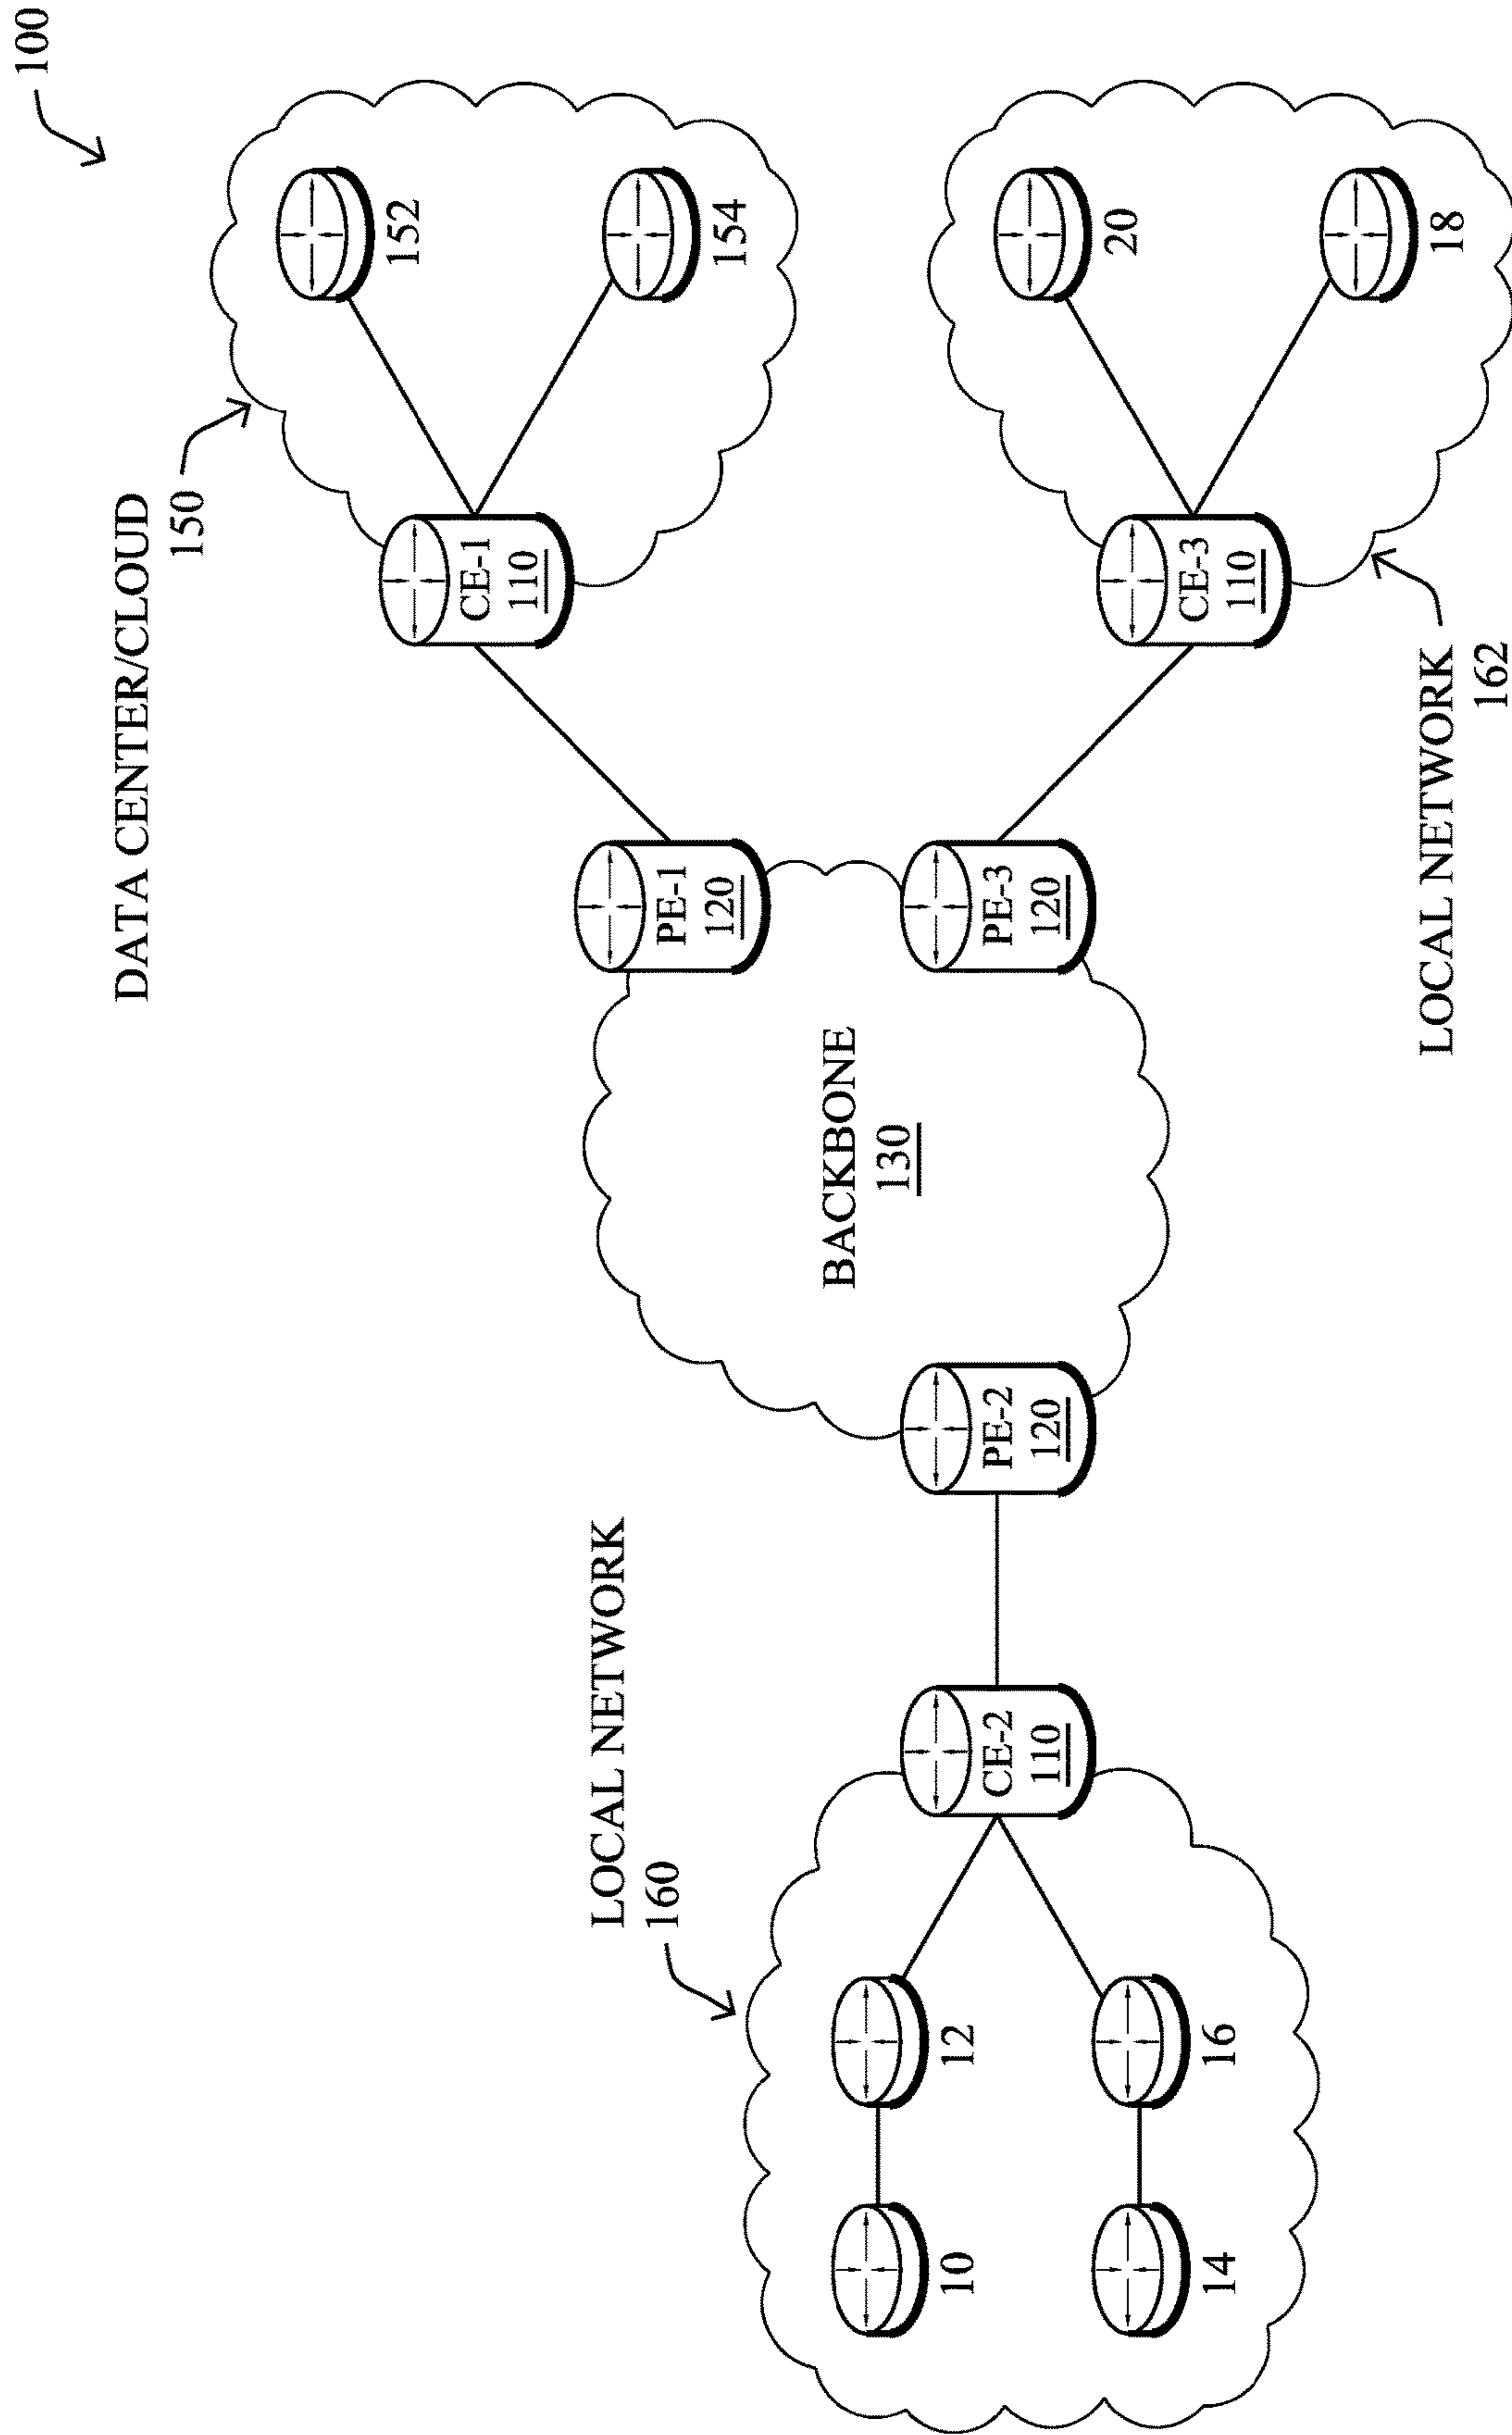 100
DATA CENTER/CLOUD
150
152
154
CE-1
110
PE-1
120
LOCAL NETWORK
160
BACKBONE
130
10
12
CE-2
110
PE-2
120
PE-3
120
14
16
CE-3
110
20
18
LOCAL NETWORK
162